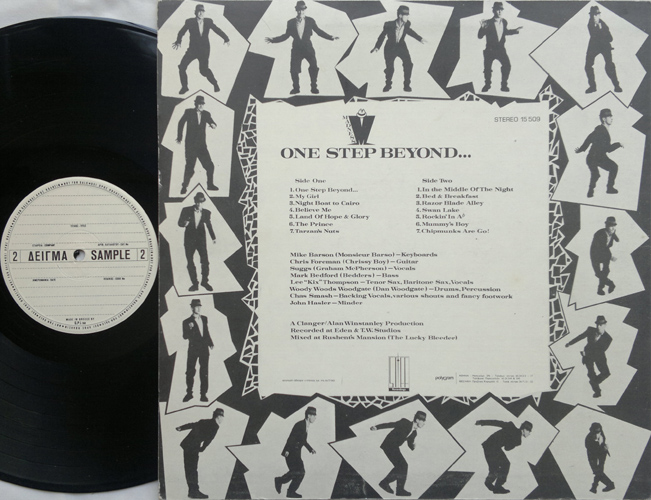 STEREO 15 509
MADNESS
ONE STEP BEYOND...
Side One
1. One Step Beyond...
2. My Girl
3. Night Boat to Cairo
4. Believe Me
5. Land Of Hope & Glory
6. The Prince
7. Tarzan's Nuts
Side Two
1. In the Middle Of The Night
2. Bed & Breakfast
3. Razor Blade Alley
4. Swan Lake
5. Rockin' In A♭
6. Mummy's Boy
7. Chipmunks Are Go!
Mike Barson (Monsieur Barso) – Keyboards
Chris Foreman (Chrissy Boy) – Guitar
Suggs (Graham McPherson) – Vocals
Mark Bedford (Bedders) – Bass
Lee "Kix" Thompson – Tenor Sax, Baritone Sax, Vocals
Woody Woods Woodgate (Dan Woodgate) – Drums, Percussion
Chas Smash – Backing Vocals, various shouts and fancy footwork
John Hasler – Minder
A Clanger/Alan Winstanley Production
Recorded at Eden & T.W. Studios
Mixed at Rushent's Mansion (The Lucky Bleeder)
polygram
2 ΔΕΙΓΜΑ SAMPLE 2